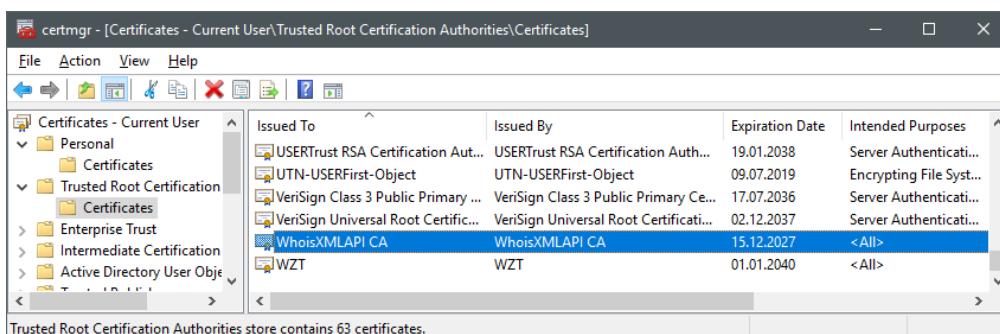 certmgr - [Certificates - Current User\Trusted Root Certification Authorities\Certificates]
File Action View Help
Certificates - Current User
Personal
Certificates
Trusted Root Certification
Certificates
Enterprise Trust
Intermediate Certification
Active Directory User Obje
Issued To Issued By Expiration Date Intended Purposes
USERTrust RSA Certification Aut... USERTrust RSA Certification Auth... 19.01.2038 Server Authenticati...
UTN-USERFirst-Object UTN-USERFirst-Object 09.07.2019 Encrypting File Syst...
VeriSign Class 3 Public Primary ... VeriSign Class 3 Public Primary Ce... 17.07.2036 Server Authenticati...
VeriSign Universal Root Certific... VeriSign Universal Root Certificati... 02.12.2037 Server Authenticati...
WhoisXMLAPI CA WhoisXMLAPI CA 15.12.2027 <All>
WZT WZT 01.01.2040 <All>
Trusted Root Certification Authorities store contains 63 certificates.